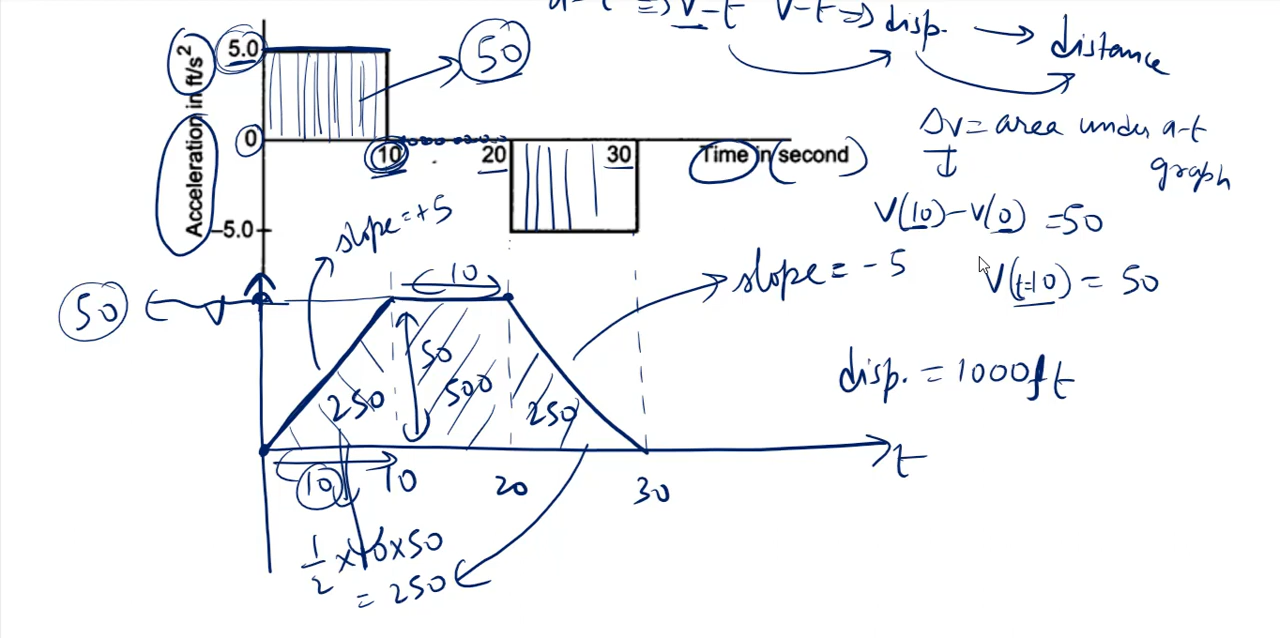 a-t ⇒ v-t v-t ⇒ disp. → distance
5.0
50
Acceleration in ft/s²
0
10
20
30
Time in second
-5.0
Δv = area under a-t
graph
V(10)-V(0) =50
V(t=10) = 50
slope=+5
10
slope = -5
50
V
50
250
500
250
disp. = 1000ft
t
10
10
20
30
1/2 x 10 x 50
= 250